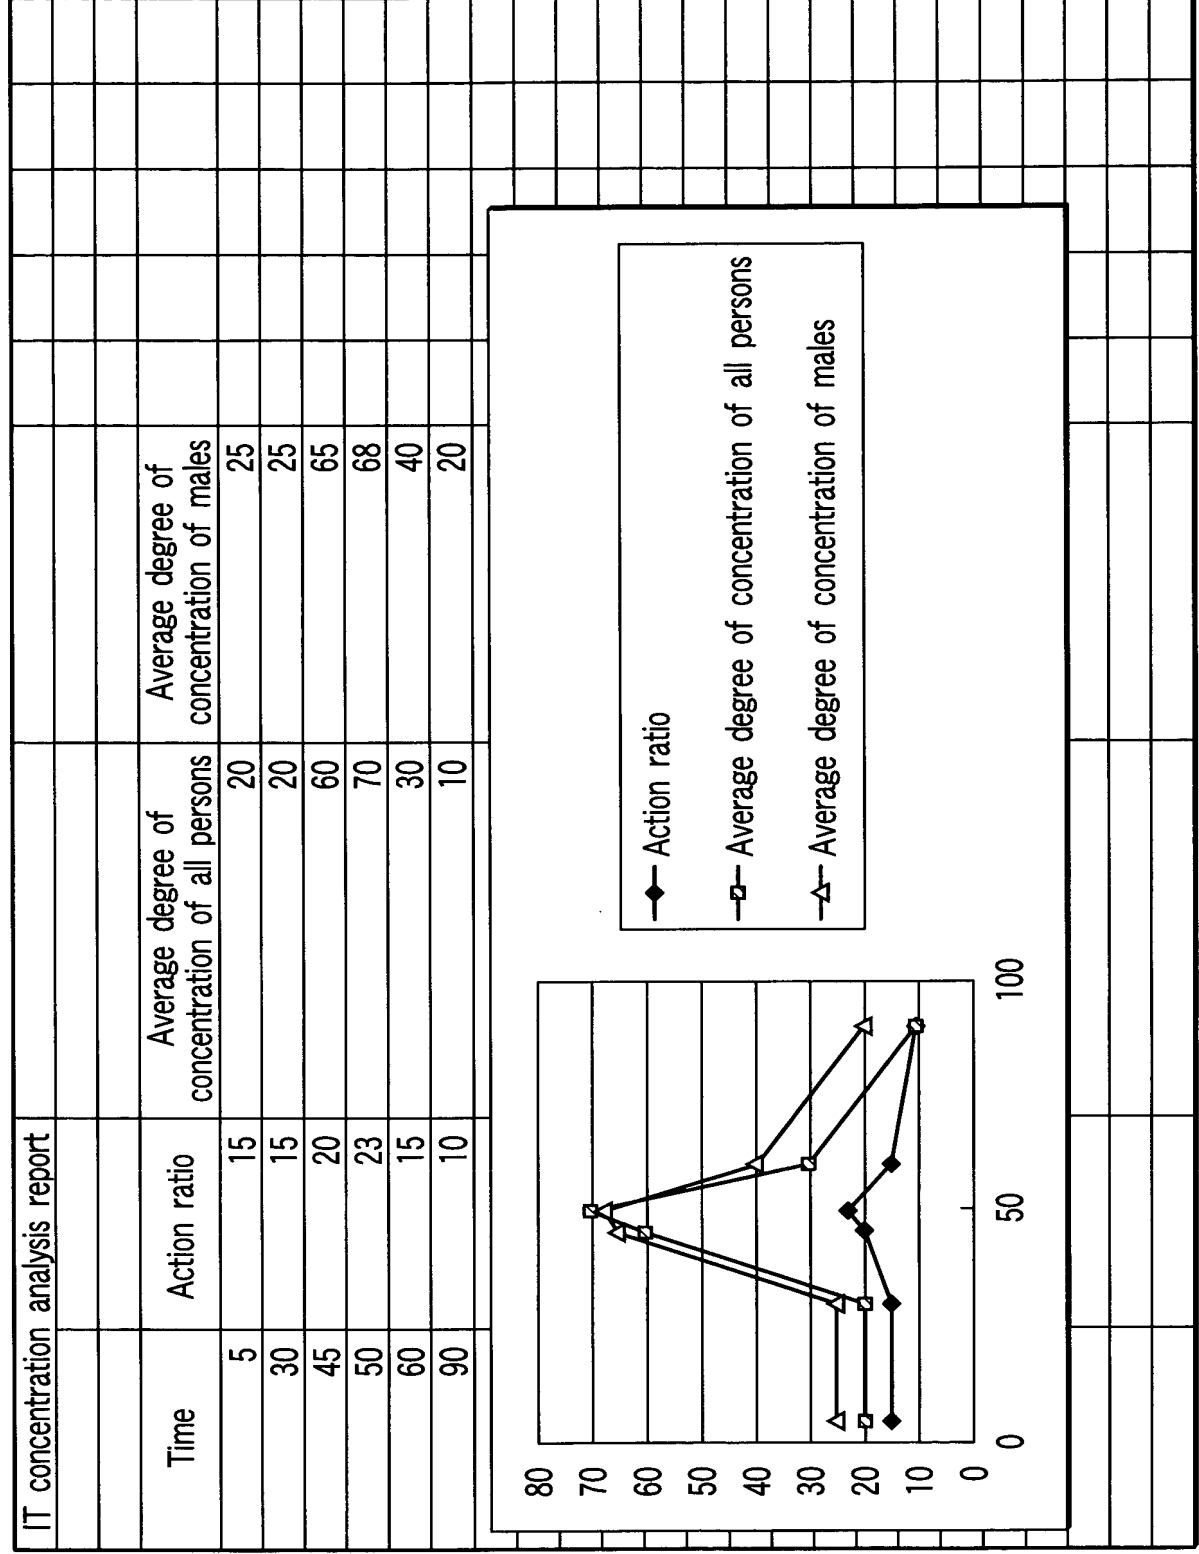 IT concentration analysis report
Time Action ratio Average degree of concentration of all persons Average degree of concentration of males
5 15 20 25
30 15 20 25
45 20 60 65
50 23 70 68
60 15 30 40
90 10 10 20
80
70
60
50
40
30
20
10
0
0 50 100
Action ratio
Average degree of concentration of all persons
Average degree of concentration of males